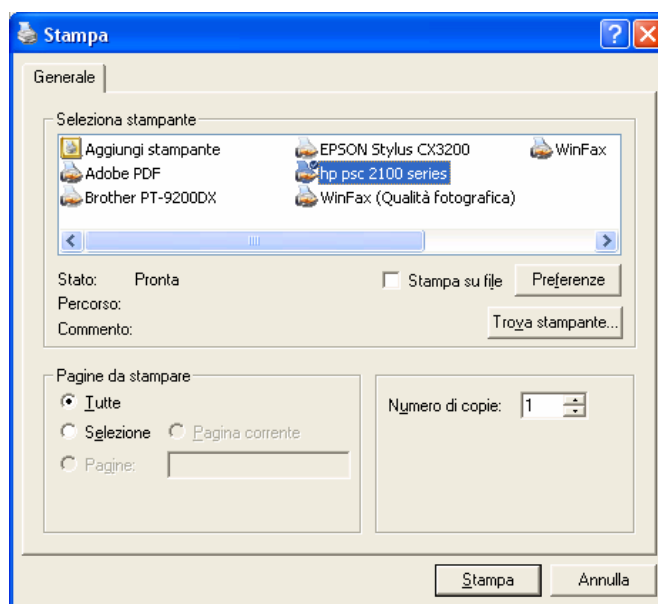 Stampa
Generale
Seleziona stampante
Aggiungi stampante EPSON Stylus CX3200 WinFax
Adobe PDF hp psc 2100 series
Brother PT-9200DX WinFax (Qualità fotografica)
Stato: Pronta Stampa su file Preferenze
Percorso:
Commento: Trova stampante...
Pagine da stampare
Tutte Numero di copie: 1
Selezione Pagina corrente
Pagine:
Stampa Annulla